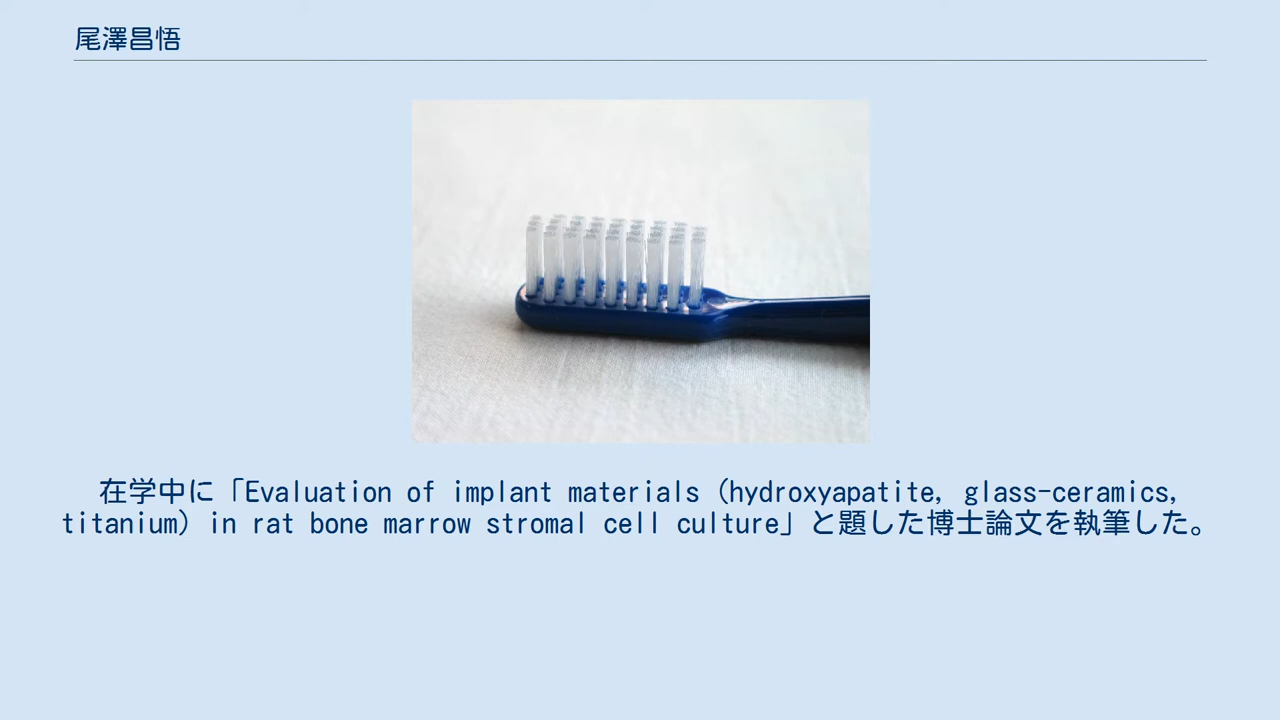 尾澤昌悟
在学中に「Evaluation of implant materials (hydroxyapatite, glass-ceramics,
titanium) in rat bone marrow stromal cell culture」と題した博士論文を執筆した。